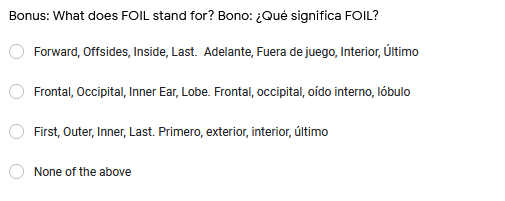 Bonus: What does FOIL stand for? Bono: ¿Qué significa FOIL?
Forward, Offsides, Inside, Last.  Adelante, Fuera de juego, Interior, Último
Frontal, Occipital, Inner Ear, Lobe. Frontal, occipital, oído interno, lóbulo
First, Outer, Inner, Last. Primero, exterior, interior, último
None of the above